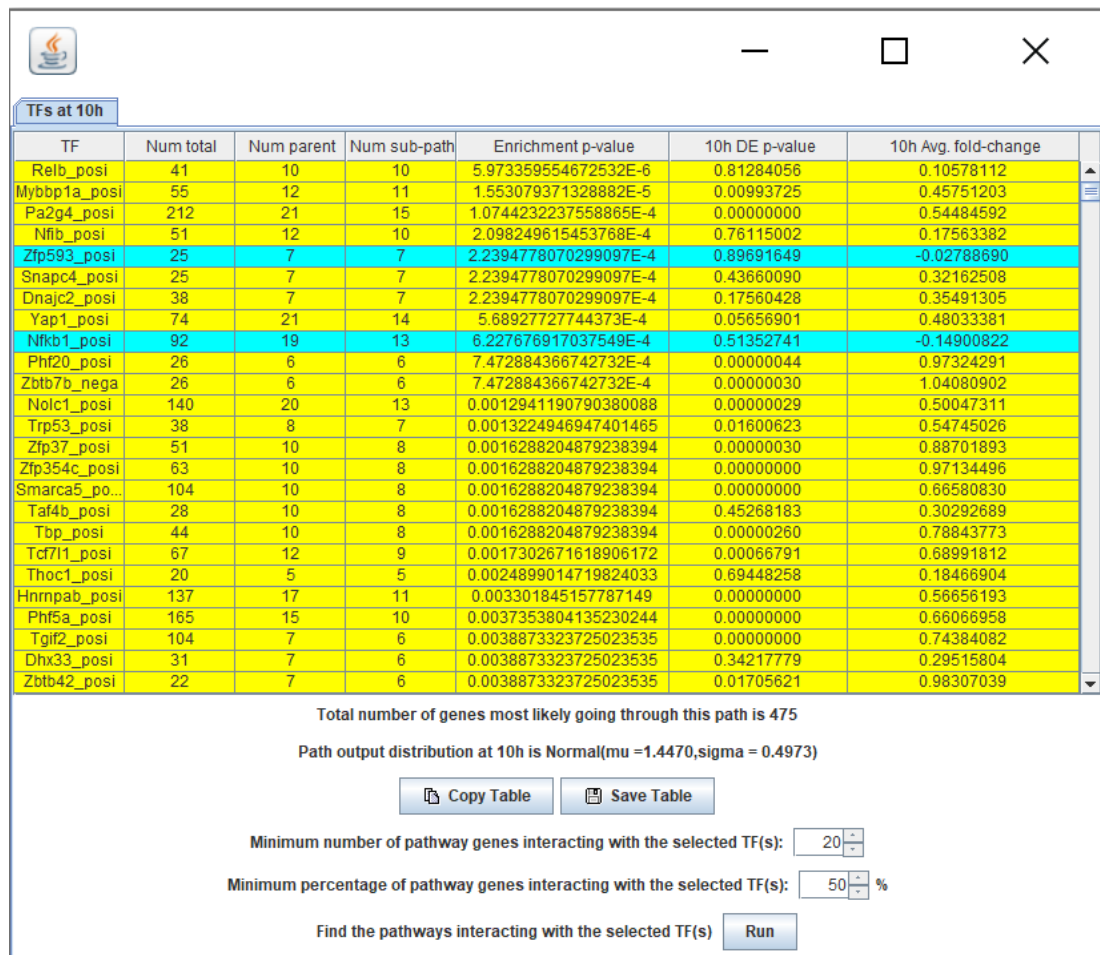 TFs at 10h
TF Num total Num parent Num sub-path Enrichment p-value 10h DE p-value 10h Avg. fold-change
Relb_posi 41 10 10 5.973359554672532E-6 0.81284056 0.10578112
Mybbp1a_posi 55 12 11 1.553079371328882E-5 0.00993725 0.45751203
Pa2g4_posi 212 21 15 1.0744232237558865E-4 0.00000000 0.54484592
Nfib_posi 51 12 10 2.098249615453768E-4 0.76115002 0.17563382
Zfp593_posi 25 7 7 2.2394778070299097E-4 0.89691649 -0.02788690
Snapc4_posi 25 7 7 2.2394778070299097E-4 0.43660090 0.32162508
Dnajc2_posi 38 7 7 2.2394778070299097E-4 0.17560428 0.35491305
Yap1_posi 74 21 14 5.68927727744373E-4 0.05656901 0.48033381
Nfkb1_posi 92 19 13 6.227676917037549E-4 0.51352741 -0.14900822
Phf20_posi 26 6 6 7.472884366742732E-4 0.00000044 0.97324291
Zbtb7b_nega 26 6 6 7.472884366742732E-4 0.00000030 1.04080902
Nolc1_posi 140 20 13 0.0012941190790380088 0.00000029 0.50047311
Trp53_posi 38 8 7 0.0013224946947401465 0.01600623 0.54745026
Zfp37_posi 51 10 8 0.0016288204879238394 0.00000030 0.88701893
Zfp354c_posi 63 10 8 0.0016288204879238394 0.00000000 0.97134496
Smarca5_po... 104 10 8 0.0016288204879238394 0.00000000 0.66580830
Taf4b_posi 28 10 8 0.0016288204879238394 0.45268183 0.30292689
Tbp_posi 44 10 8 0.0016288204879238394 0.00000260 0.78843773
Tcf7l1_posi 67 12 9 0.0017302671618906172 0.00066791 0.68991812
Thoc1_posi 20 5 5 0.0024899014719824033 0.69448258 0.18466904
Hnrnpab_posi 137 17 11 0.003301845157787149 0.00000000 0.56656193
Phf5a_posi 165 15 10 0.0037353804135230244 0.00000000 0.66066958
Tgif2_posi 104 7 6 0.0038873323725023535 0.00000000 0.74384082
Dhx33_posi 31 7 6 0.0038873323725023535 0.34217779 0.29515804
Zbtb42_posi 22 7 6 0.0038873323725023535 0.01705621 0.98307039
Total number of genes most likely going through this path is 475
Path output distribution at 10h is Normal(mu =1.4470,sigma = 0.4973)
Copy Table Save Table
Minimum number of pathway genes interacting with the selected TF(s): 20
Minimum percentage of pathway genes interacting with the selected TF(s): 50 %
Find the pathways interacting with the selected TF(s) Run